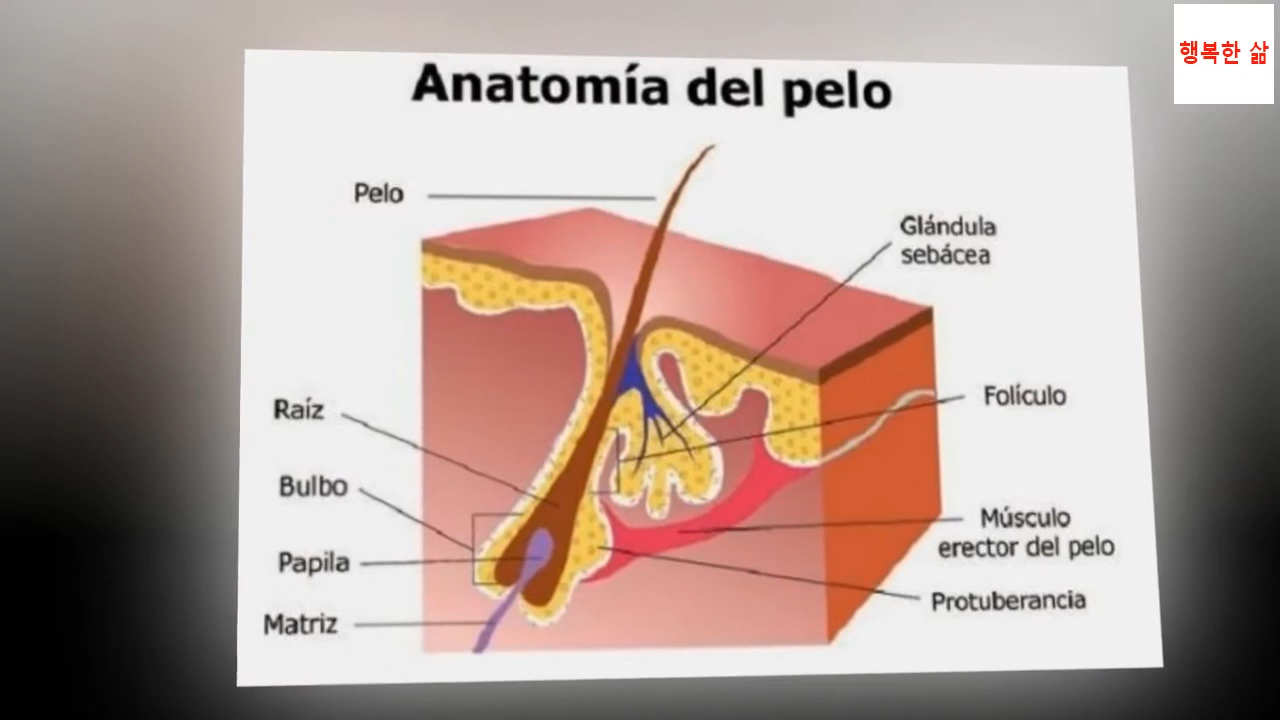 행복한 삶
Anatomía del pelo
Pelo
Glándula
sebácea
Raíz
Folículo
Bulbo
Músculo
erector del pelo
Papila
Protuberancia
Matriz